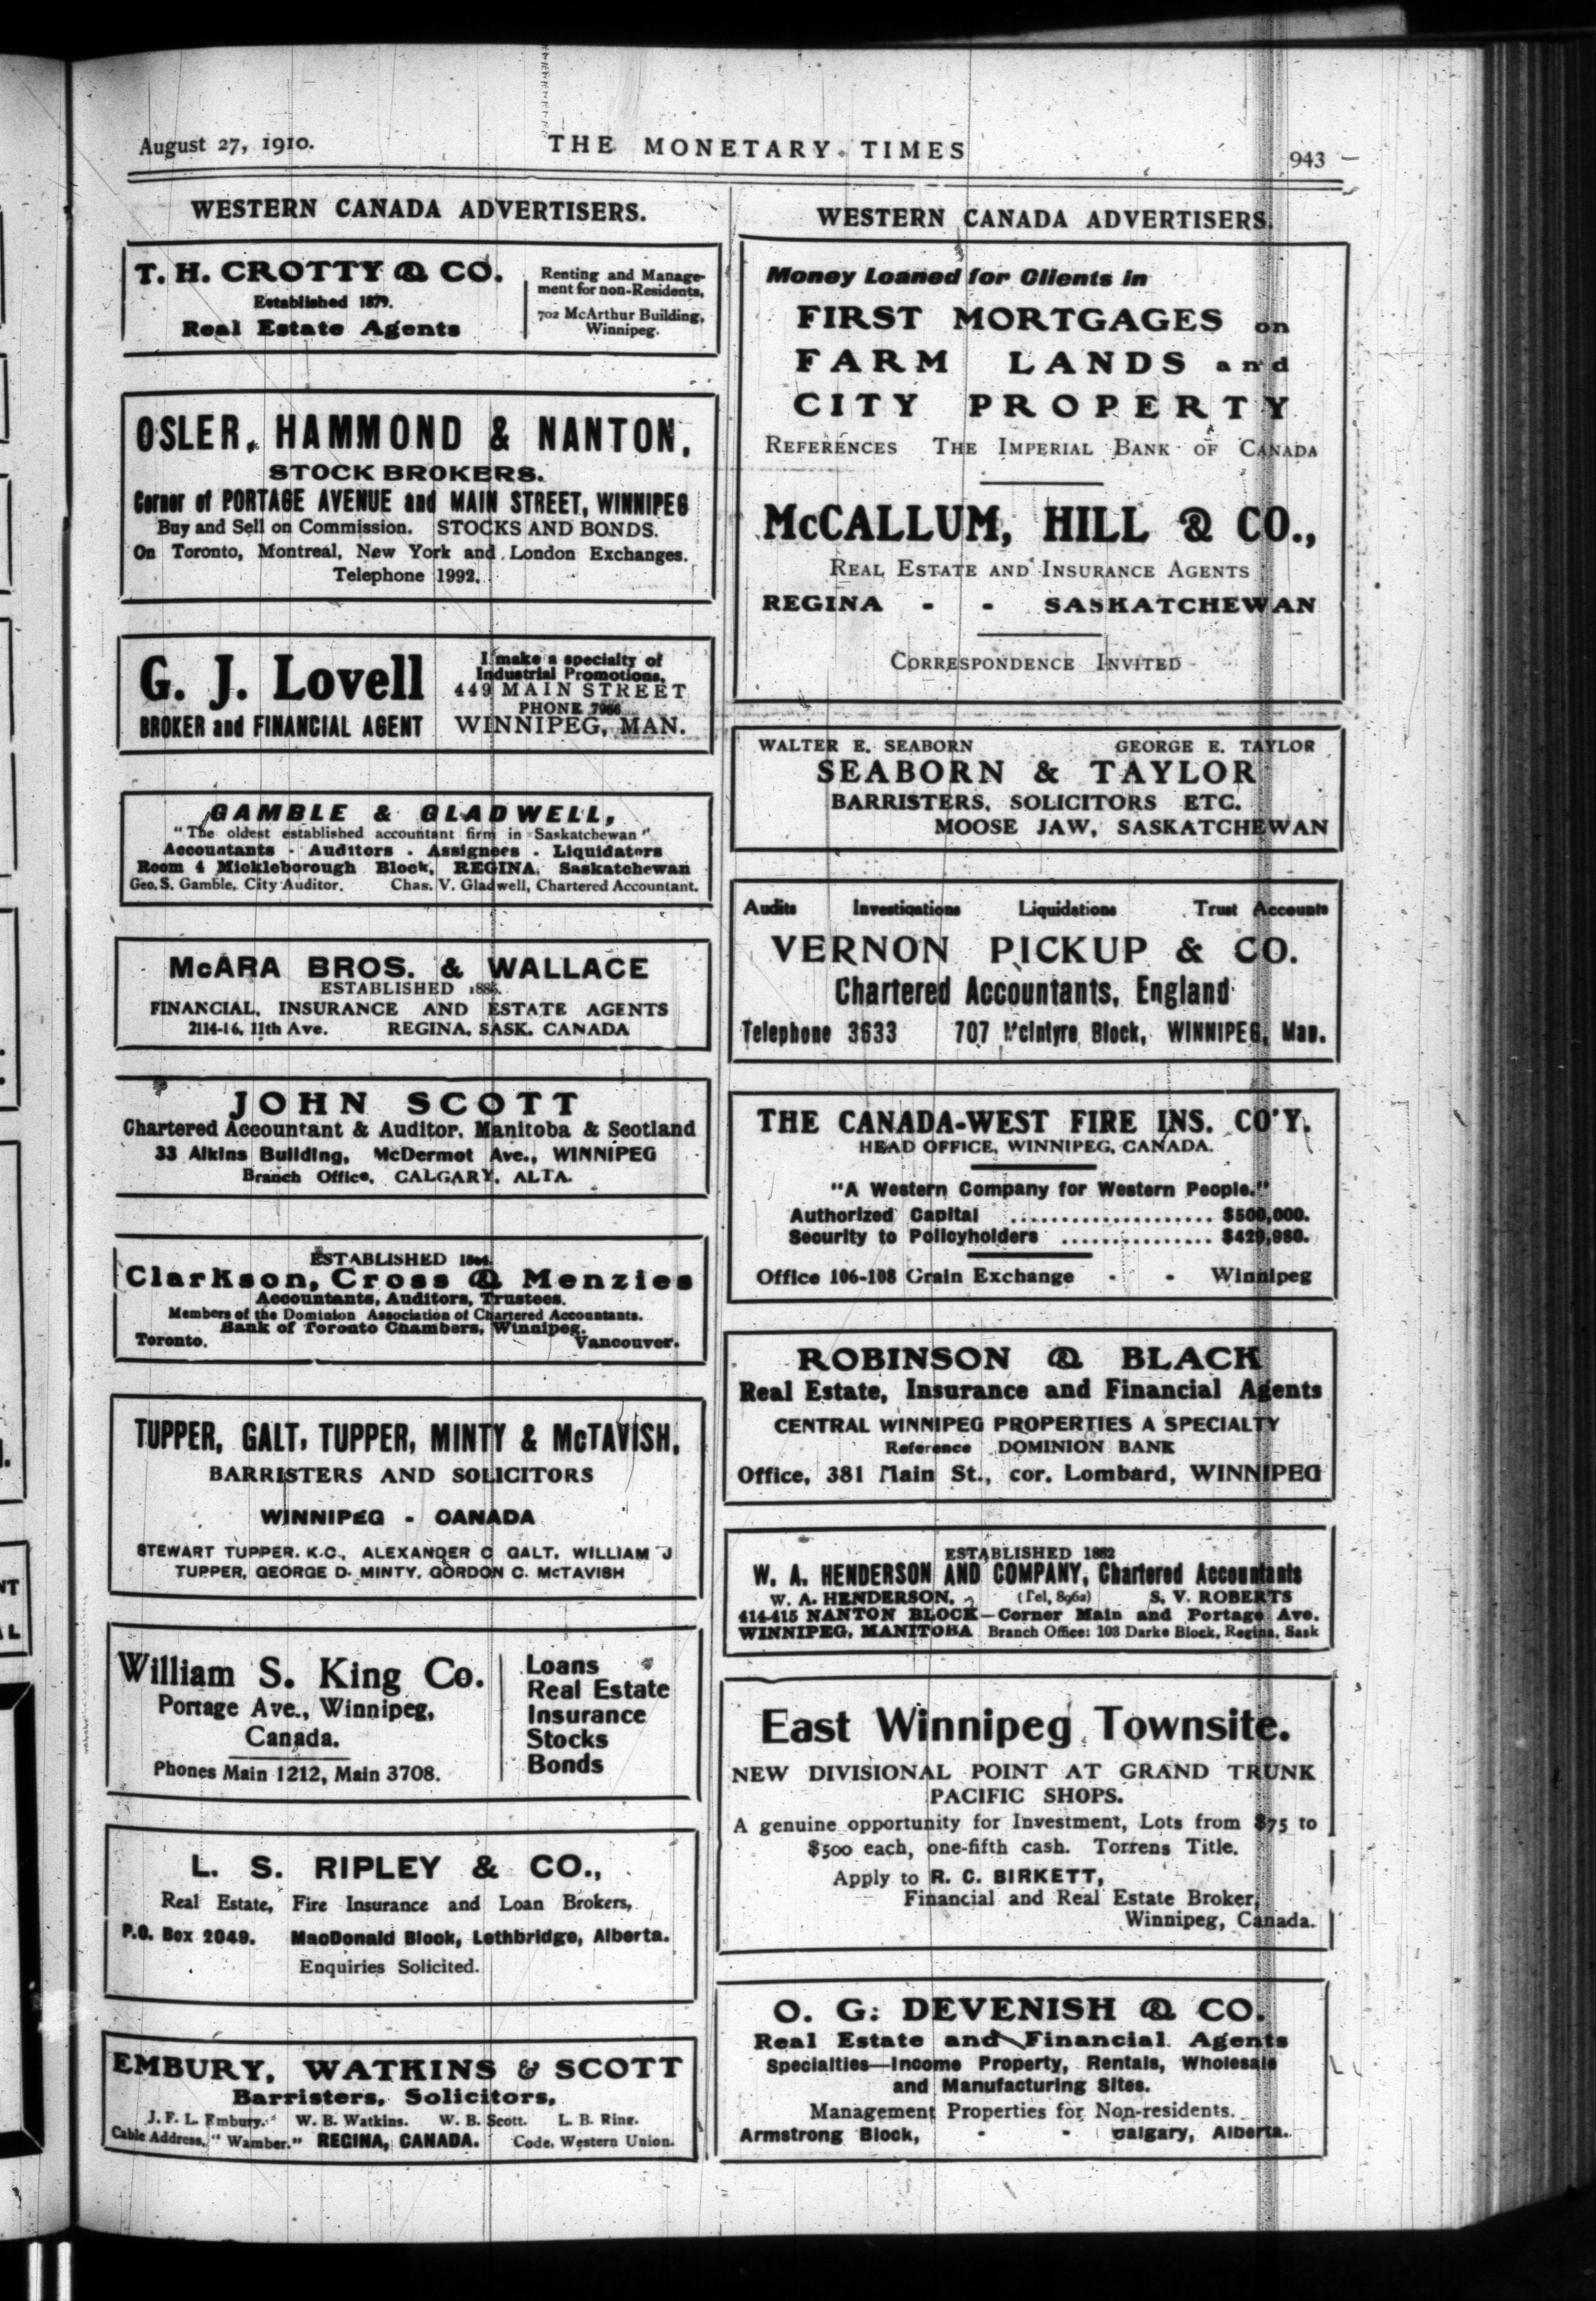 August 27, 1910.
THE MONETARY TIMES
943
WESTERN CANADA ADVERTISERS.
T. H. CROTTY & CO.
Established 1879.
Real Estate Agents
Renting and Manage-
ment for non-Residents,
702 McArthur Building,
Winnipeg.
OSLER, HAMMOND & NANTON,
STOCK BROKERS.
Corner of PORTAGE AVENUE and MAIN STREET, WINNIPEG
Buy and Sell on Commission. STOCKS AND BONDS.
On Toronto, Montreal, New York and London Exchanges.
Telephone 1992.
G. J. Lovell
BROKER and FINANCIAL AGENT
I make a specialty of
Industrial Promotions.
449 MAIN STREET
PHONE
WINNIPEG, MAN.
GAMBLE & GLADWELL,
"The oldest established accountant firm in Saskatchewan"
Accountants - Auditors - Assignees - Liquidators
Room 4 Mickleborough Block, REGINA, Saskatchewan
Geo. S. Gamble, City Auditor. Chas. V. Gladwell, Chartered Accountant.
McARA BROS. & WALLACE
ESTABLISHED
FINANCIAL, INSURANCE AND ESTATE AGENTS
2114-16, 11th Ave. REGINA, SASK. CANADA
JOHN SCOTT
Chartered Accountant & Auditor, Manitoba & Scotland
33 Aikins Building, McDermot Ave., WINNIPEG
Branch Office, CALGARY, ALTA.
ESTABLISHED
Clarkson, Cross & Menzies
Accountants, Auditors, Trustees.
Members of the Dominion Association of Chartered Accountants.
Bank of Toronto Chambers, Winnipeg.
Toronto. Vancouver.
TUPPER, GALT, TUPPER, MINTY & McTAVISH,
BARRISTERS AND SOLICITORS
WINNIPEG - CANADA
STEWART TUPPER, K.C., ALEXANDER C GALT, WILLIAM J
TUPPER, GEORGE D. MINTY, GORDON C. McTAVISH
William S. King Co.
Portage Ave., Winnipeg,
Canada.
Phones Main 1212, Main 3708.
Loans
Real Estate
Insurance
Stocks
Bonds
L. S. RIPLEY & CO.,
Real Estate, Fire Insurance and Loan Brokers,
P.O. Box 2049. MacDonald Block, Lethbridge, Alberta.
Enquiries Solicited.
EMBURY, WATKINS & SCOTT
Barristers, Solicitors,
J. F. L. Embury. W. B. Watkins. W. B. Scott. L. B. Ring.
Cable Address, "Wamber." REGINA, CANADA. Code, Western Union.
WESTERN CANADA ADVERTISERS.
Money Loaned for Clients in
FIRST MORTGAGES on
FARM LANDS and
CITY PROPERTY
REFERENCES THE IMPERIAL BANK OF CANADA
McCALLUM, HILL & CO.,
REAL ESTATE AND INSURANCE AGENTS
REGINA - - SASKATCHEWAN
CORRESPONDENCE INVITED
WALTER E. SEABORN GEORGE E. TAYLOR
SEABORN & TAYLOR
BARRISTERS, SOLICITORS ETC.
MOOSE JAW, SASKATCHEWAN
Audits Investigations Liquidations Trust Accounts
VERNON PICKUP & CO.
Chartered Accountants, England
Telephone 3633 707 McIntyre Block, WINNIPEG, Man.
THE CANADA-WEST FIRE INS. CO'Y.
HEAD OFFICE, WINNIPEG, CANADA.
"A Western Company for Western People."
Authorized Capital .................... $500,000.
Security to Policyholders ...............
Office 106-108 Grain Exchange - - Winnipeg
ROBINSON & BLACK
Real Estate, Insurance and Financial Agents
CENTRAL WINNIPEG PROPERTIES A SPECIALTY
Reference DOMINION BANK
Office, 381 Main St., cor. Lombard, WINNIPEG
ESTABLISHED 1882
W. A. HENDERSON AND COMPANY, Chartered Accountants
W. A. HENDERSON, (Tel, 8962) S. V. ROBERTS
414-415 NANTON BLOCK—Corner Main and Portage Ave.
WINNIPEG, MANITOBA Branch Office: 103 Darke Block, Regina, Sask
East Winnipeg Townsite.
NEW DIVISIONAL POINT AT GRAND TRUNK
PACIFIC SHOPS.
A genuine opportunity for Investment, Lots from $75 to
$500 each, one-fifth cash. Torrens Title.
Apply to R. C. BIRKETT,
Financial and Real Estate Broker,
Winnipeg, Canada.
O. G. DEVENISH & CO.
Real Estate and Financial Agents
Specialties—Income Property, Rentals, Wholesale
and Manufacturing Sites.
Management Properties for Non-residents.
Armstrong Block, - - Calgary, Alberta.